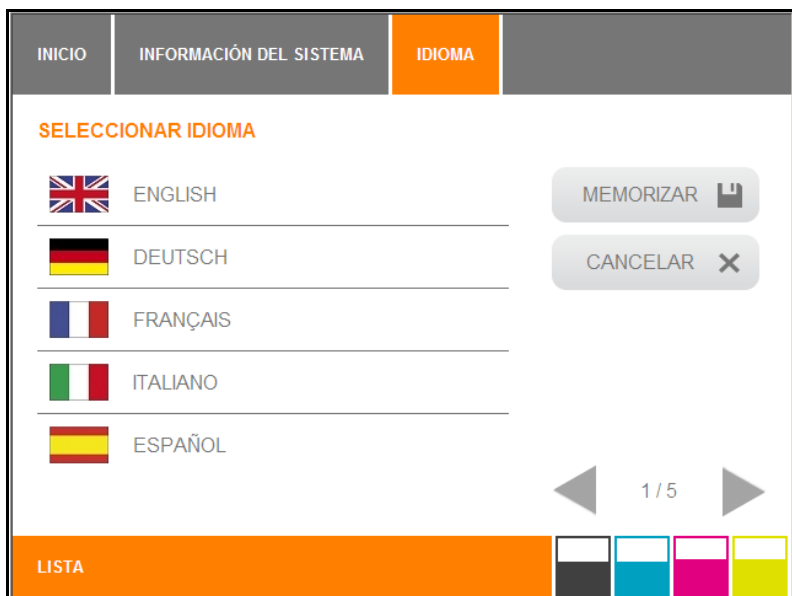 INICIO
INFORMACIÓN DEL SISTEMA
IDIOMA
SELECCIONAR IDIOMA
ENGLISH
DEUTSCH
FRANÇAIS
ITALIANO
ESPAÑOL
MEMORIZAR
CANCELAR
1 / 5
LISTA